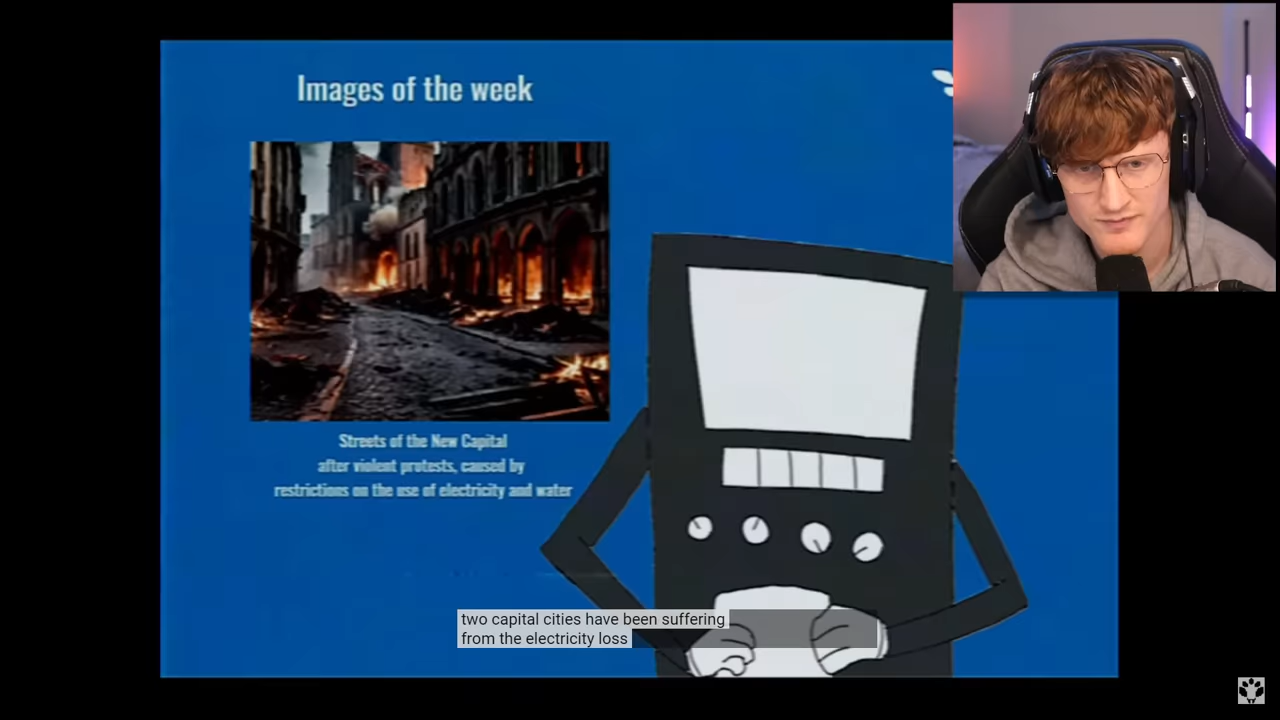 Images of the week
Streets of the New Capital
after violent protests, caused by
restrictions on the use of electricity and water
two capital cities have been suffering
from the electricity loss